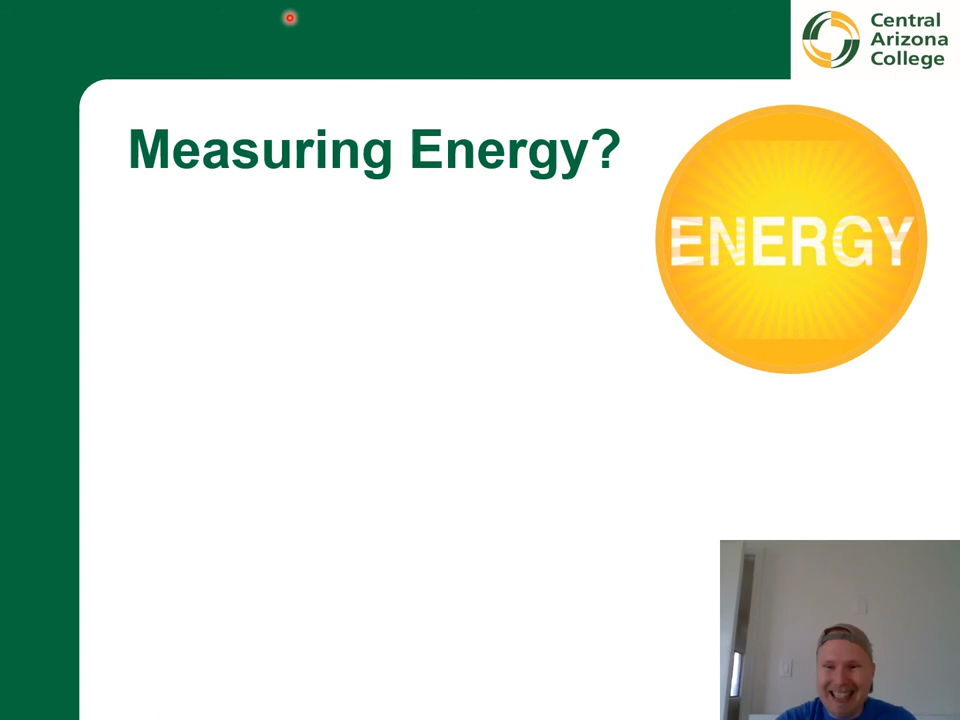 Central
Arizona
College
Measuring Energy?
ENERGY